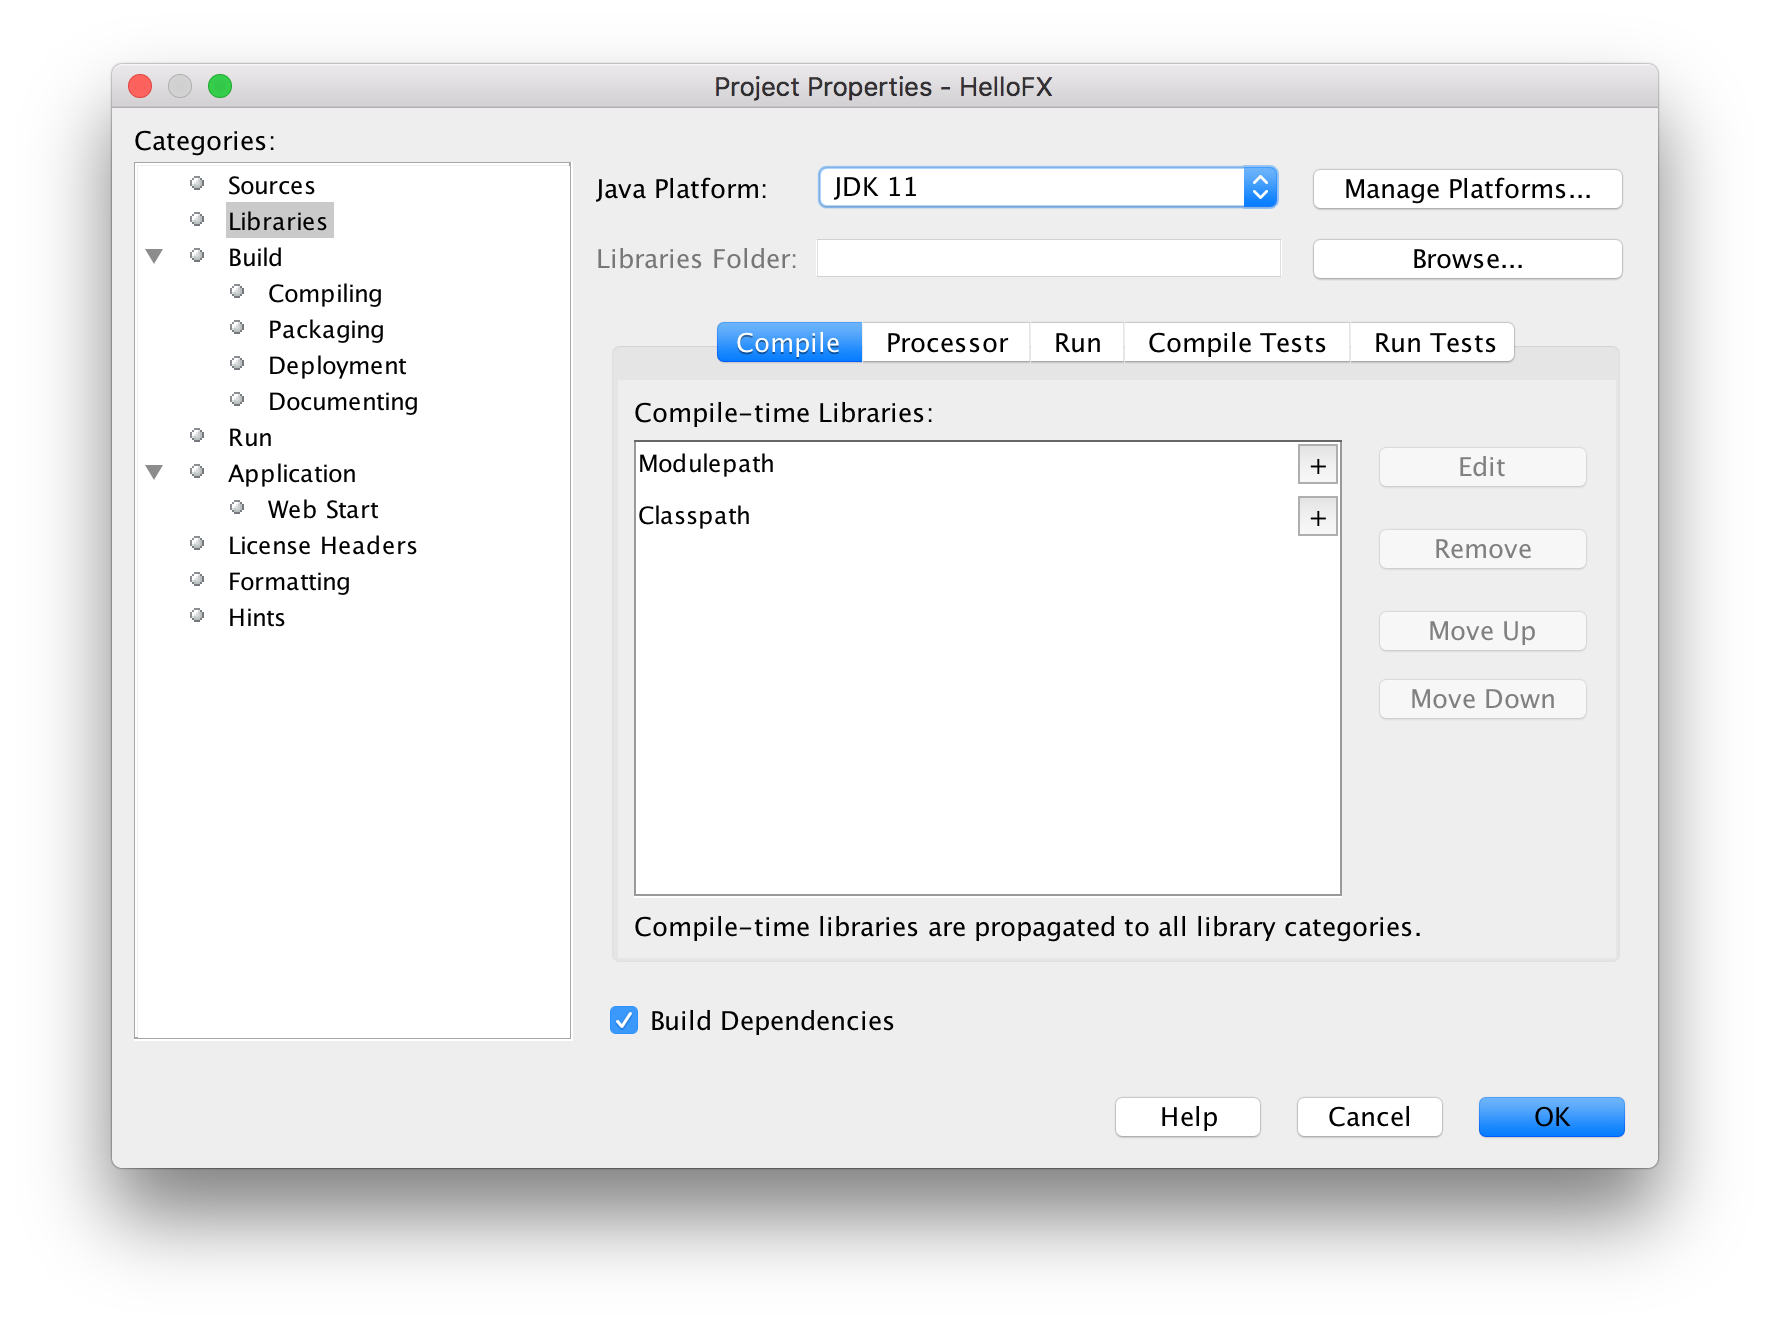 Project Properties - HelloFX
Categories:
Sources
Libraries
Build
Compiling
Packaging
Deployment
Documenting
Run
Application
Web Start
License Headers
Formatting
Hints
Java Platform: JDK 11 Manage Platforms...
Libraries Folder: Browse...
Compile Processor Run Compile Tests Run Tests
Compile-time Libraries:
Modulepath +
Classpath +
Edit
Remove
Move Up
Move Down
Compile-time libraries are propagated to all library categories.
Build Dependencies
Help Cancel OK